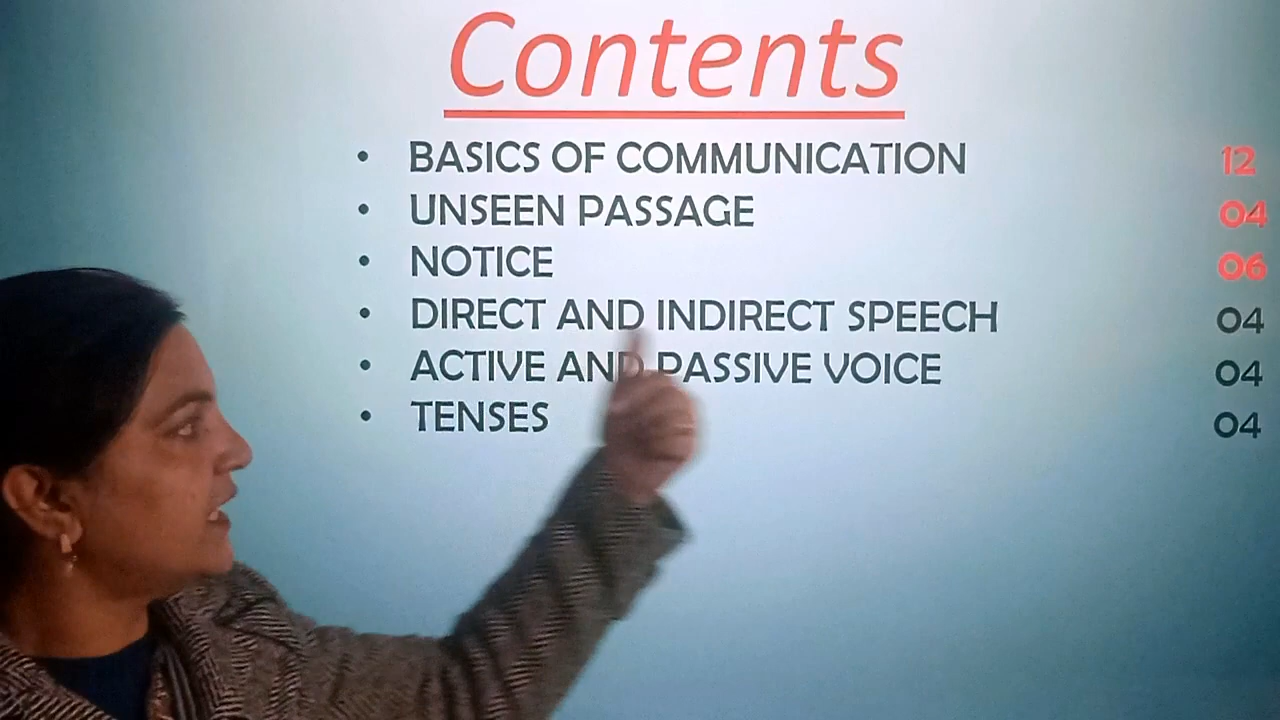 Contents
• BASICS OF COMMUNICATION 12
• UNSEEN PASSAGE 04
• NOTICE 06
• DIRECT AND INDIRECT SPEECH 04
• ACTIVE AND PASSIVE VOICE 04
• TENSES 04